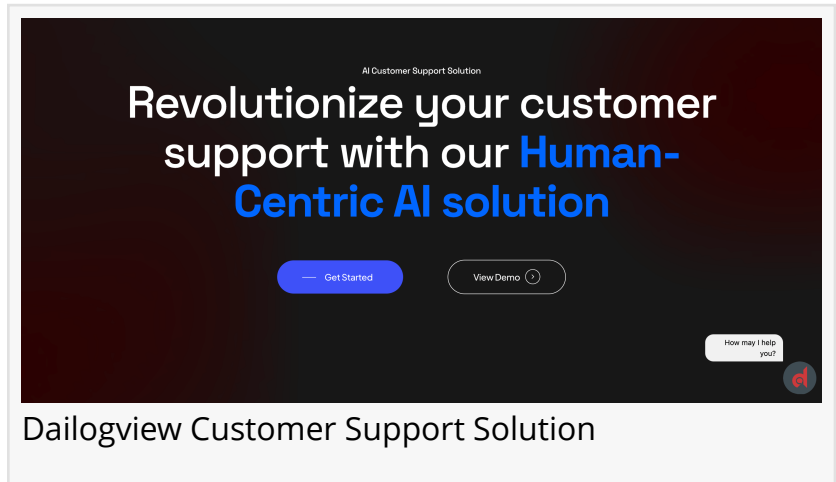 AI Customer Support Solution
Revolutionize your customer
support with our Human-
Centric AI solution
Get Started
View Demo
How may I help
you?
d
Dailogview Customer Support Solution